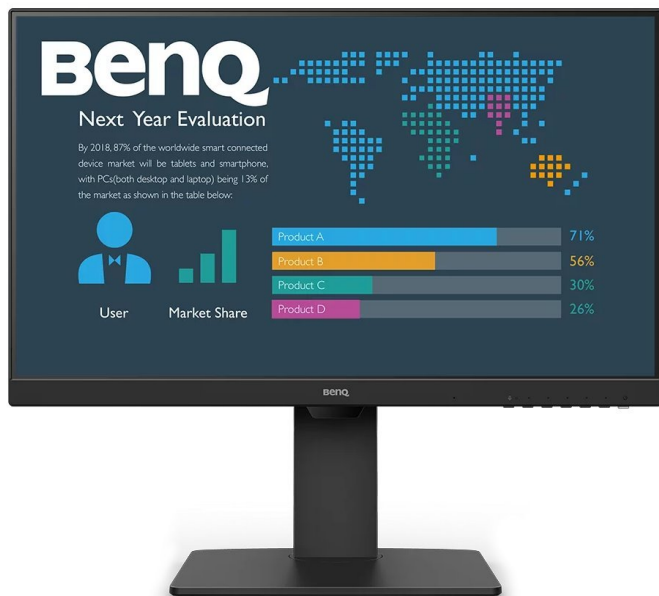 BenQ
Next Year Evaluation
By 2018, 87% of the worldwide smart connected
device market will be tablets and smartphone,
with PCs(both desktop and laptop) being 13% of
the market as shown in the table below:
User
Market Share
Product A 71%
Product B 56%
Product C 30%
Product D 26%
BenQ